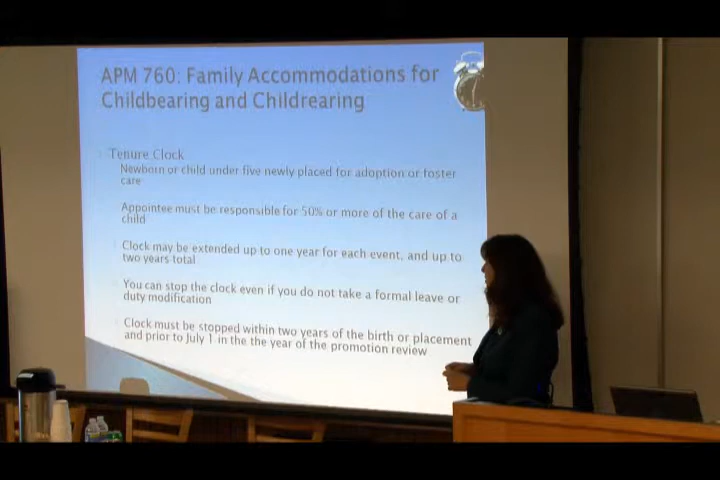 APM 760: Family Accommodations for
Childbearing and Childrearing
Tenure Clock
Newborn or child under five newly placed for adoption or foster
care
Appointee must be responsible for 50% or more of the care of a
child
Clock may be extended up to one year for each event, and up to
two years total
You can stop the clock even if you do not take a formal leave or
duty modification
Clock must be stopped within two years of the birth or placement
and prior to July 1 in the the year of the promotion review